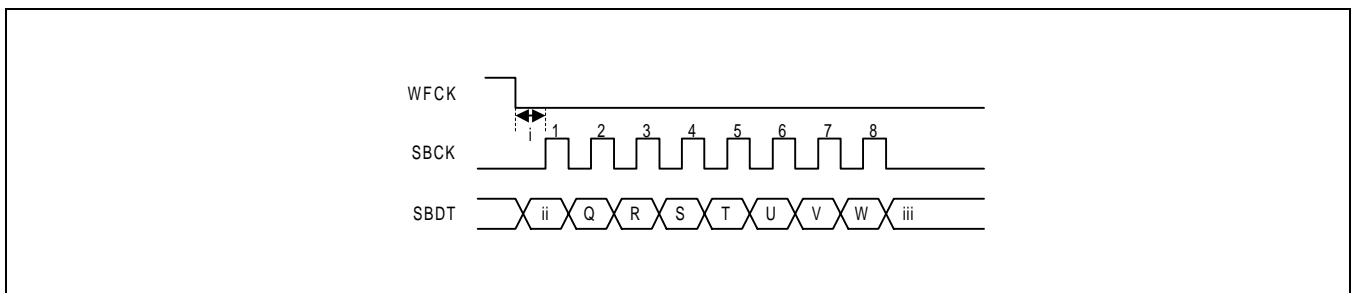 WFCK
i
1 2 3 4 5 6 7 8
SBCK
SBDT ii Q R S T U V W iii